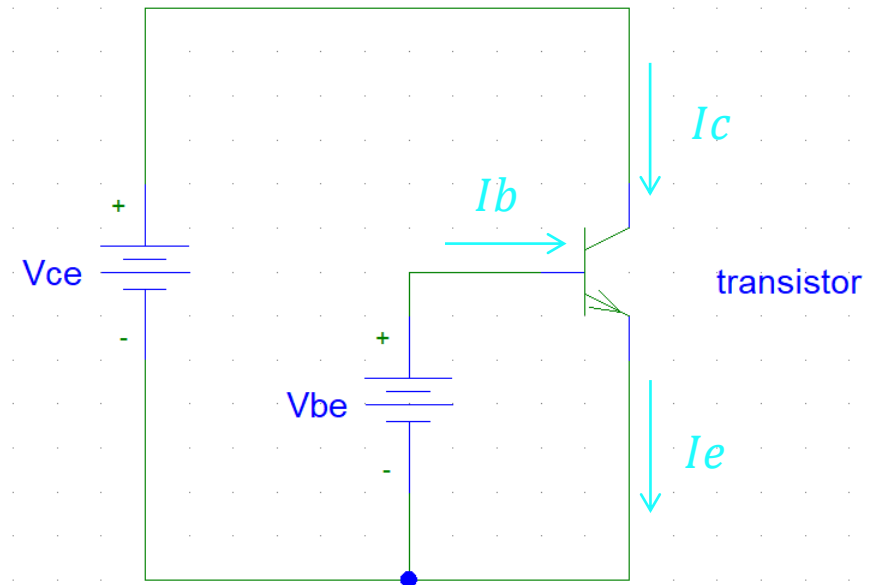 Ic
+
Ib
Vce
transistor
-
+
Vbe
Ie
-